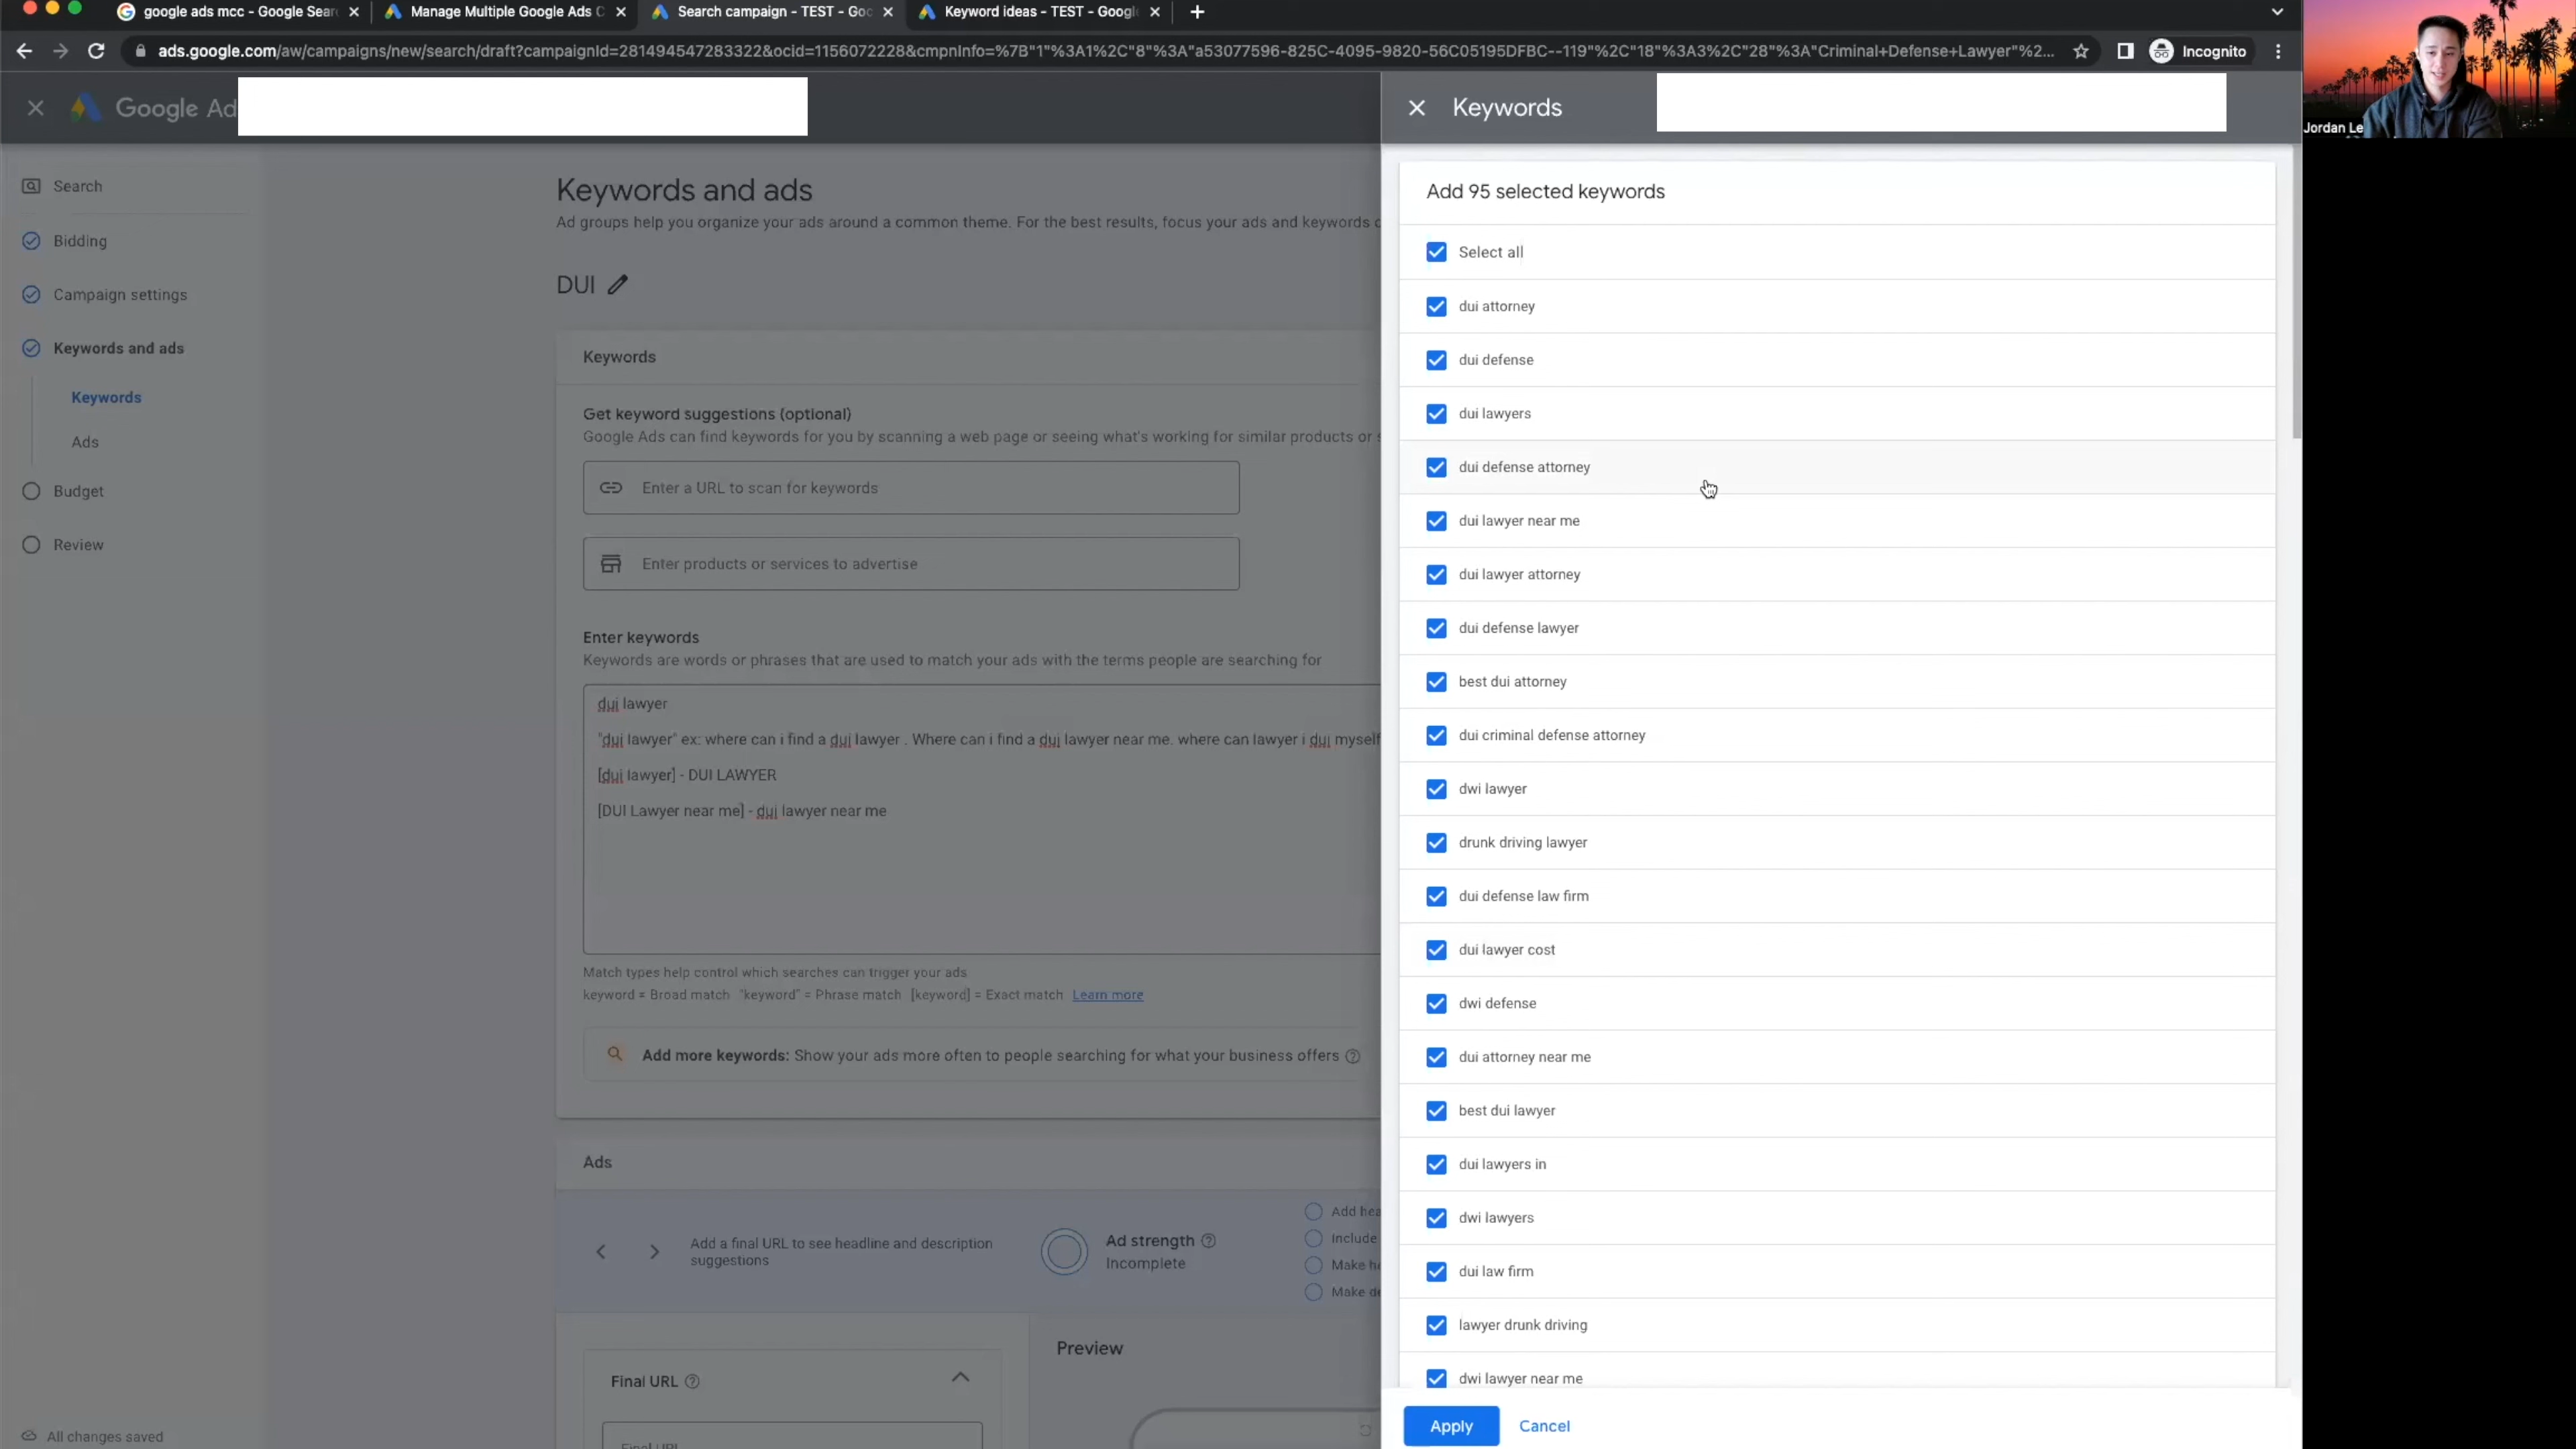 google ads mcc - Google Sear
Manage Multiple Google Ads C
Search campaign - TEST - Goo
Keyword ideas - TEST - Googl
ads.google.com/aw/campaigns/new/search/draft?campaignId=281494547283322&ocid=1156072228&cmpnInfo=%7B"1"%3A1%2C"8"%3A"a53077596-825C-4095-9820-56C05195DFBC--119"%2C"18"%3A3%2C"28"%3A"Criminal+Defense+Lawyer"%2...
Incognito
Jordan Le
Google Ad
Search
Bidding
Campaign settings
Keywords and ads
Keywords
Ads
Budget
Review
All changes saved
Keywords and ads
Ad groups help you organize your ads around a common theme. For the best results, focus your ads and keywords o
DUI
Keywords
Get keyword suggestions (optional)
Google Ads can find keywords for you by scanning a web page or seeing what's working for similar products or s
Enter a URL to scan for keywords
Enter products or services to advertise
Enter keywords
Keywords are words or phrases that are used to match your ads with the terms people are searching for
dui lawyer
"dui lawyer" ex: where can i find a dui lawyer . Where can i find a dui lawyer near me. where can lawyer i dui myself
[dui lawyer] - DUI LAWYER
[DUI Lawyer near me] - dui lawyer near me
Match types help control which searches can trigger your ads
keyword = Broad match "keyword" = Phrase match [keyword] = Exact match Learn more
Add more keywords: Show your ads more often to people searching for what your business offers
Ads
Add a final URL to see headline and description
suggestions
Ad strength
Incomplete
Add hea
Include
Make he
Make de
Final URL
Final URL
Preview
Keywords
Add 95 selected keywords
Select all
dui attorney
dui defense
dui lawyers
dui defense attorney
dui lawyer near me
dui lawyer attorney
dui defense lawyer
best dui attorney
dui criminal defense attorney
dwi lawyer
drunk driving lawyer
dui defense law firm
dui lawyer cost
dwi defense
dui attorney near me
best dui lawyer
dui lawyers in
dwi lawyers
dui law firm
lawyer drunk driving
dwi lawyer near me
Apply
Cancel